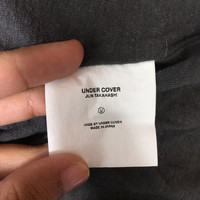 UNDER COVER
JUN TAKAHASHI
MADE BY UNDER COVER
MADE IN JAPAN